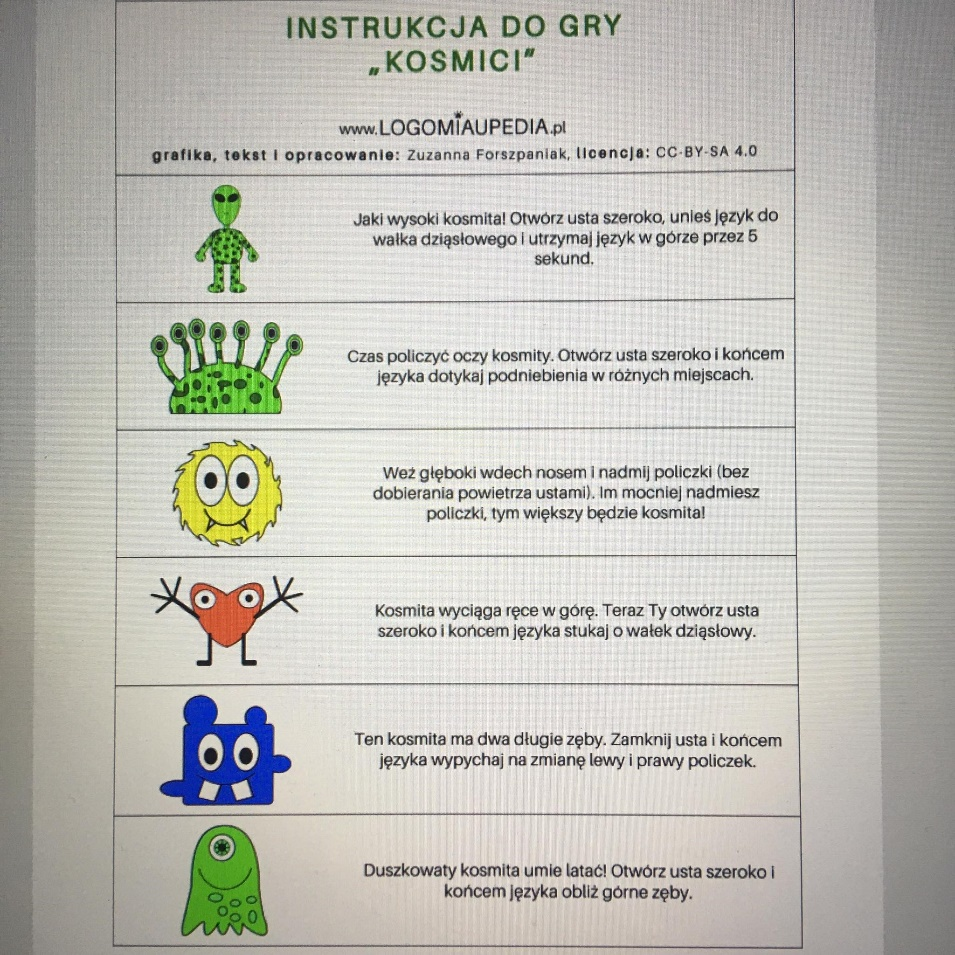 INSTRUKCJA DO GRY
„KOSMICI"
www.LOGOMIAUPEDIA.pl
grafika, tekst i opracowanie: Zuzanna Forszpaniak, licencja: CC-BY-SA 4.0
Jaki wysoki kosmita! Otwórz usta szeroko, unieś język do
wałka dziąsłowego i utrzymaj język w górze przez 5
sekund.
Czas policzyć oczy kosmity. Otwórz usta szeroko i końcem
języka dotykaj podniebienia w różnych miejscach.
Weź głęboki wdech nosem i nadmij policzki (bez
dobierania powietrza ustami). Im mocniej nadmiesz
policzki, tym większy będzie kosmita!
Kosmita wyciąga ręce w górę. Teraz Ty otwórz usta
szeroko i końcem języka stukaj o wałek dziąsłowy.
Ten kosmita ma dwa długie zęby. Zamknij usta i końcem
języka wypychaj na zmianę lewy i prawy policzek.
Duszkowaty kosmita umie latać! Otwórz usta szeroko i
końcem języka obliż górne zęby.